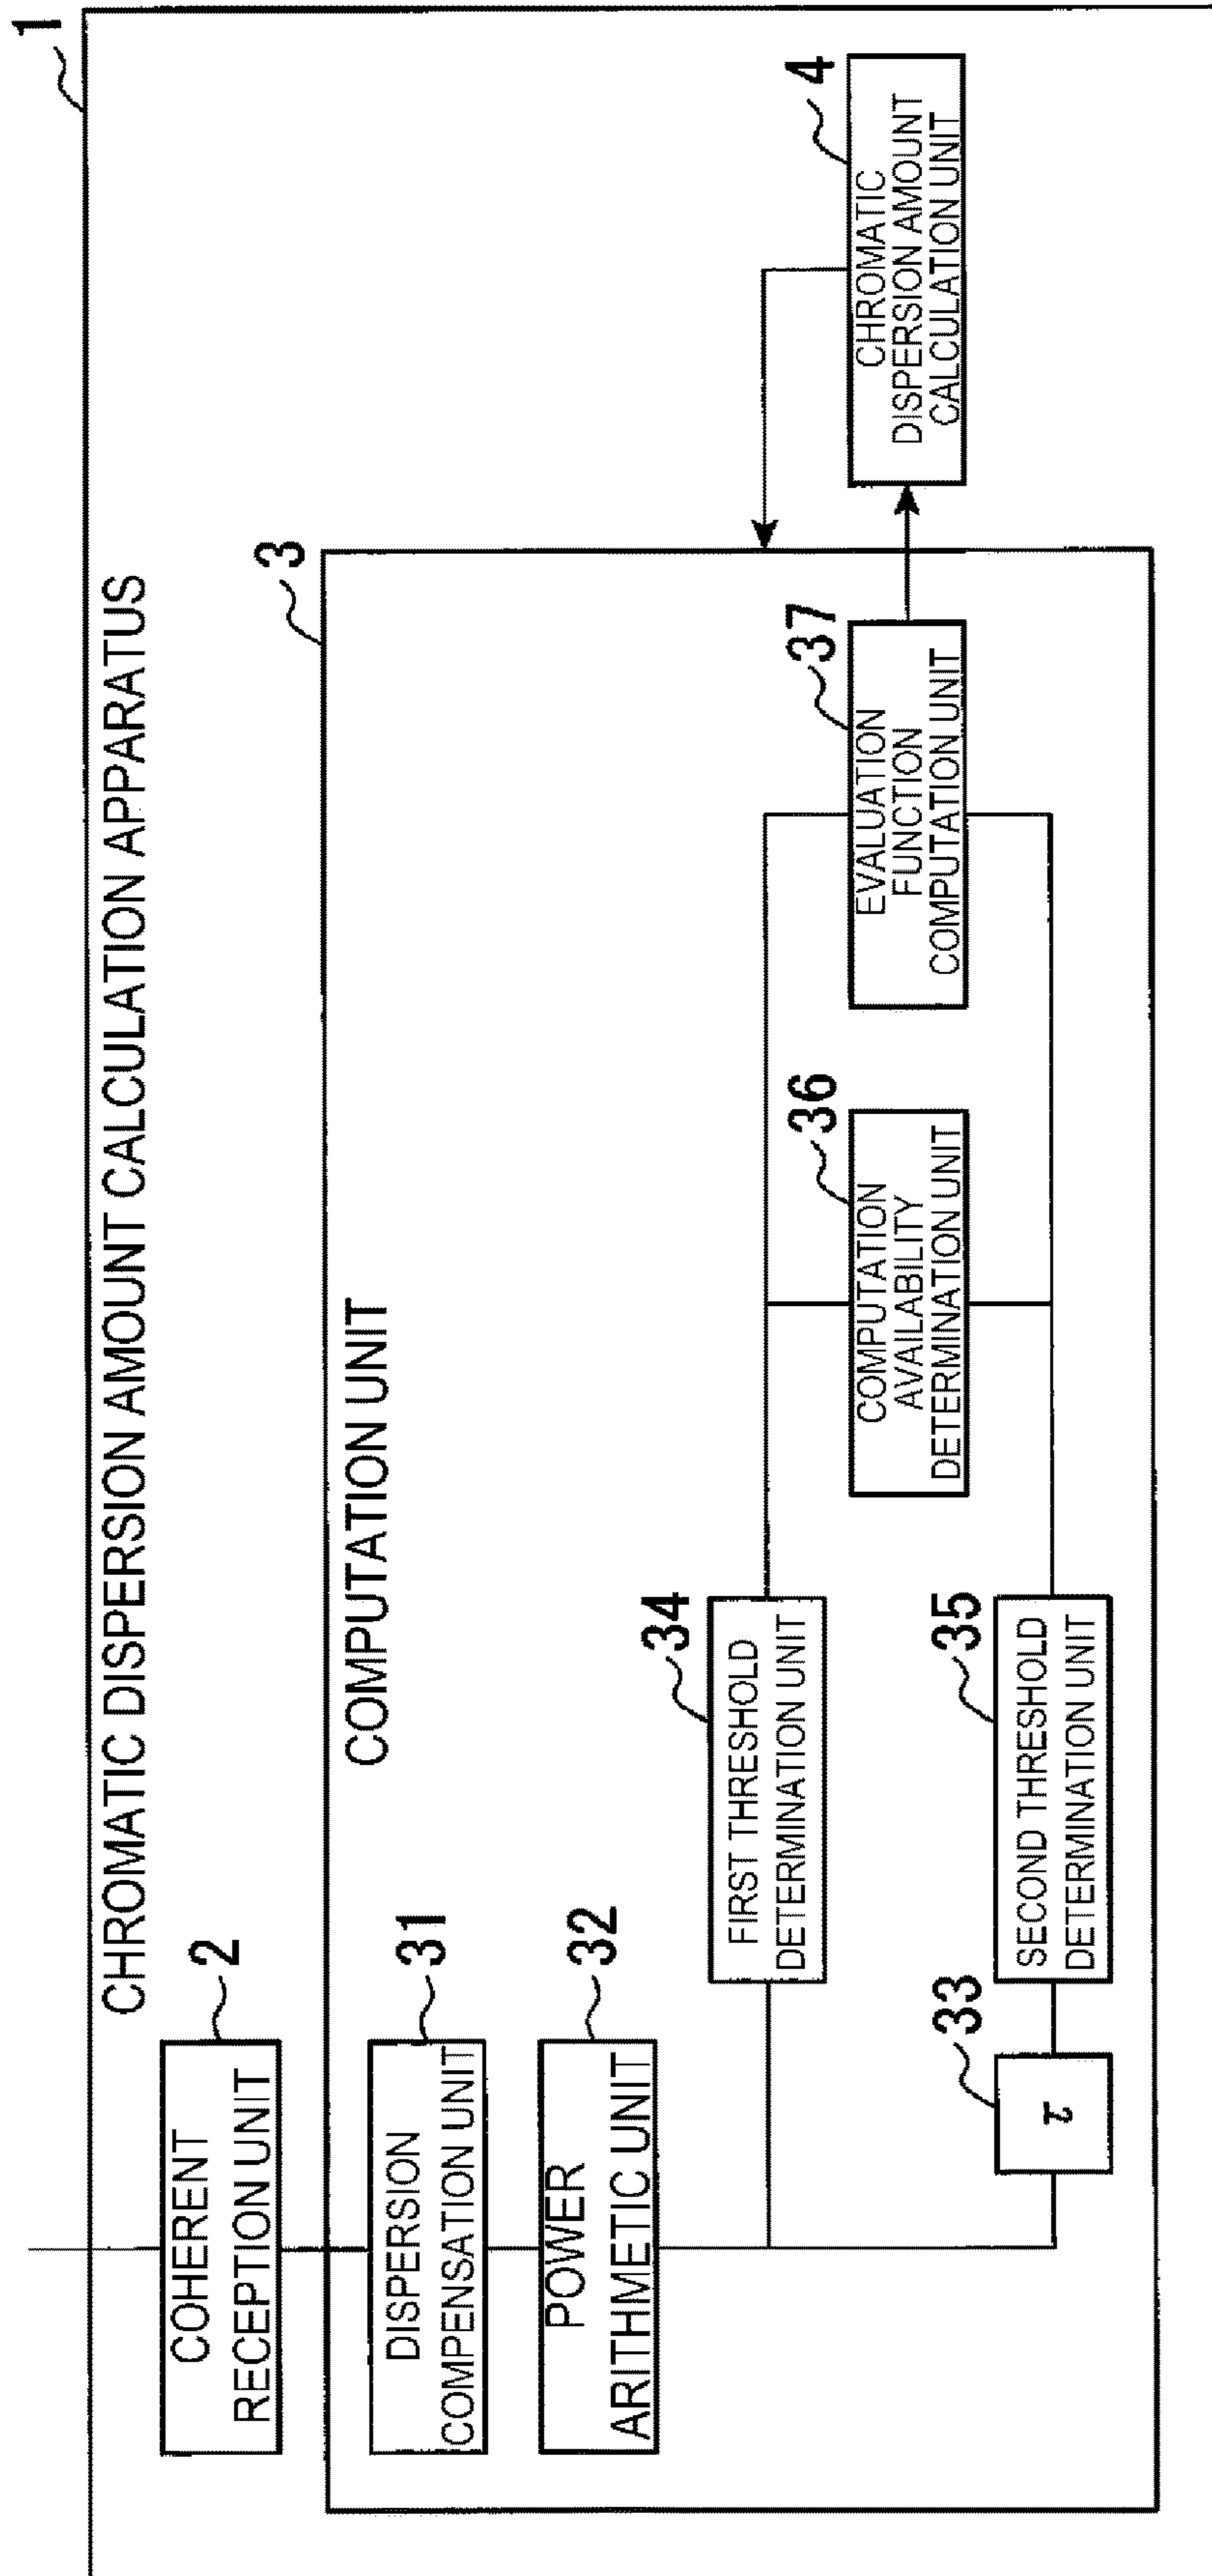 1
CHROMATIC DISPERSION AMOUNT CALCULATION APPARATUS
2
COHERENT
RECEPTION UNIT
3
COMPUTATION UNIT
31
DISPERSION
COMPENSATION UNIT
32
POWER
ARITHMETIC UNIT
34
FIRST THRESHOLD
DETERMINATION UNIT
33
35
SECOND THRESHOLD
DETERMINATION UNIT
36
COMPUTATION
AVAILABILITY
DETERMINATION UNIT
37
EVALUATION
FUNCTION
COMPUTATION UNIT
4
CHROMATIC
DISPERSION AMOUNT
CALCULATION UNIT